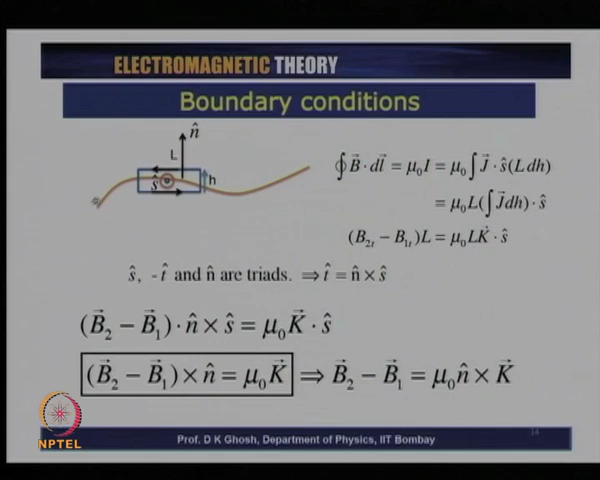 ELECTROMAGNETIC THEORY
Boundary conditions
n̂
L
ŝ
h
∮ B⃗ · dl⃗ = μ₀I = μ₀ ∫ J⃗ · ŝ(L dh)
= μ₀L(∫ J⃗dh) · ŝ
(B₂ₜ − B₁ₜ)L = μ₀LK⃗ · ŝ
ŝ, -t̂ and n̂ are triads. ⇒ t̂ = n̂ × ŝ
(B⃗₂ − B⃗₁) · n̂ × ŝ = μ₀K⃗ · ŝ
(B⃗₂ − B⃗₁) × n̂ = μ₀K⃗ ⇒ B⃗₂ − B⃗₁ = μ₀n̂ × K⃗
NPTEL
Prof. D K Ghosh, Department of Physics, IIT Bombay
14